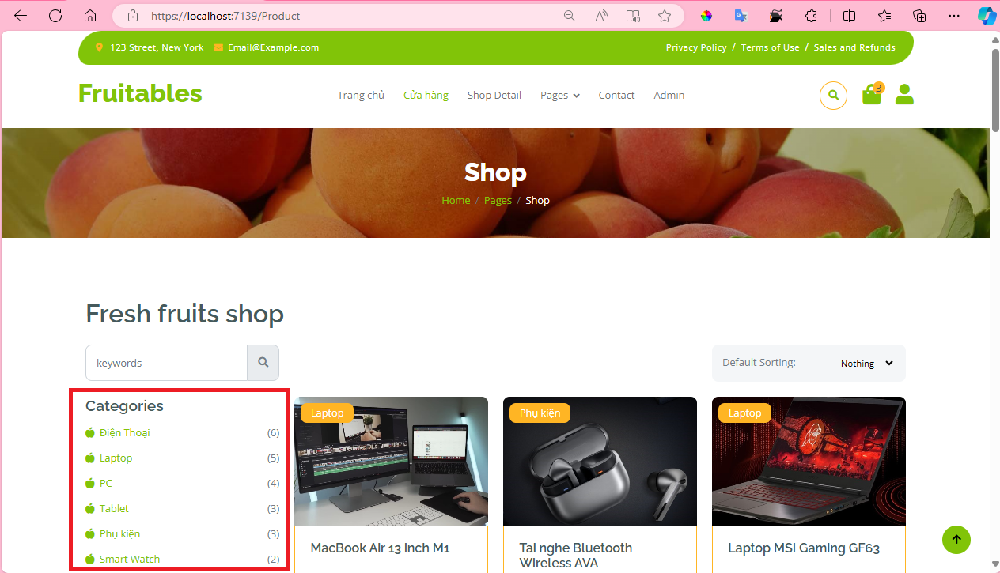 https://localhost:7139/Product
123 Street, New York Email@Example.com
Privacy Policy / Terms of Use / Sales and Refunds
Fruitables
Trang chủ Cửa hàng Shop Detail Pages Contact Admin
3
Shop
Home / Pages / Shop
Fresh fruits shop
keywords
Default Sorting: Nothing
Categories
Điện Thoại (6)
Laptop (5)
PC (4)
Tablet (3)
Phụ kiện (3)
Smart Watch (2)
Laptop
MacBook Air 13 inch M1
Phụ kiện
Tai nghe Bluetooth
Wireless AVA
Laptop
Laptop MSI Gaming GF63